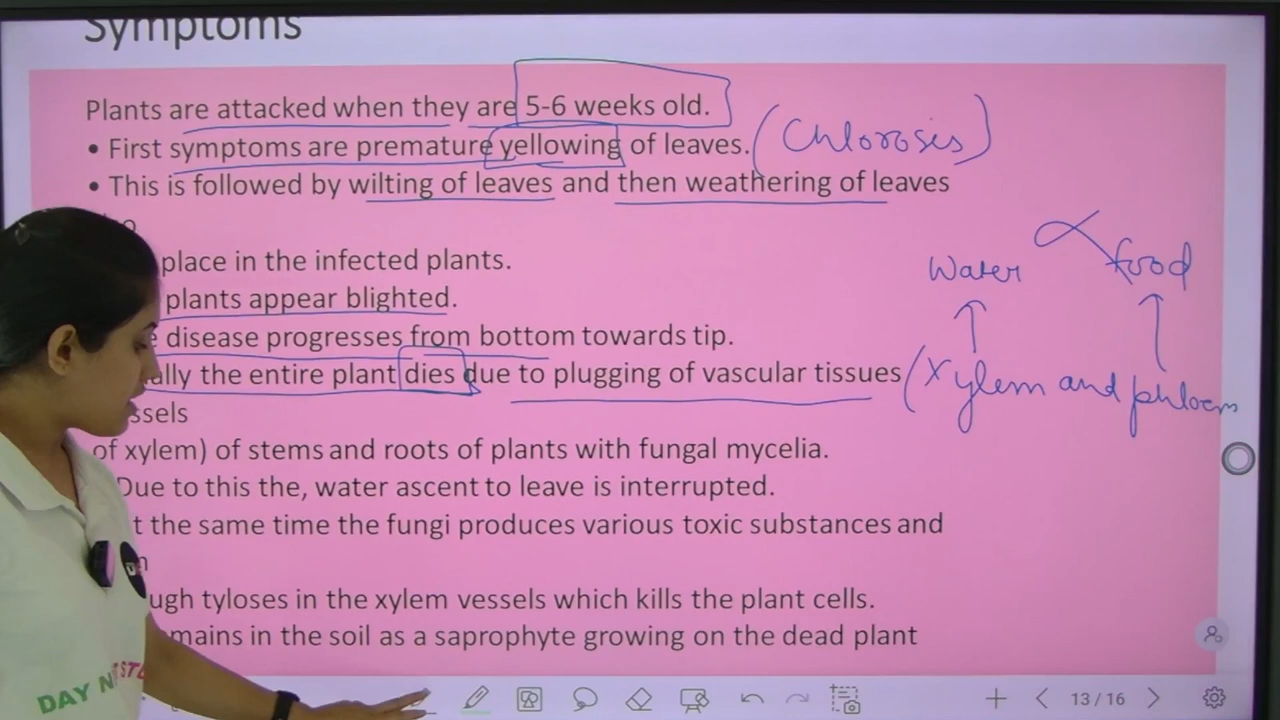 Symptoms
Plants are attacked when they are 5-6 weeks old.
• First symptoms are premature yellowing of leaves. (Chlorosis)
• This is followed by wilting of leaves and then weathering of leaves
place in the infected plants.
plants appear blighted.
disease progresses from bottom towards tip.
the entire plant dies due to plugging of vascular tissues (Xylem and phloem
of xylem) of stems and roots of plants with fungal mycelia.
Due to this the, water ascent to leave is interrupted.
the same time the fungi produces various toxic substances and
tyloses in the xylem vessels which kills the plant cells.
in the soil as a saprophyte growing on the dead plant
Water
food
DAY
13 / 16